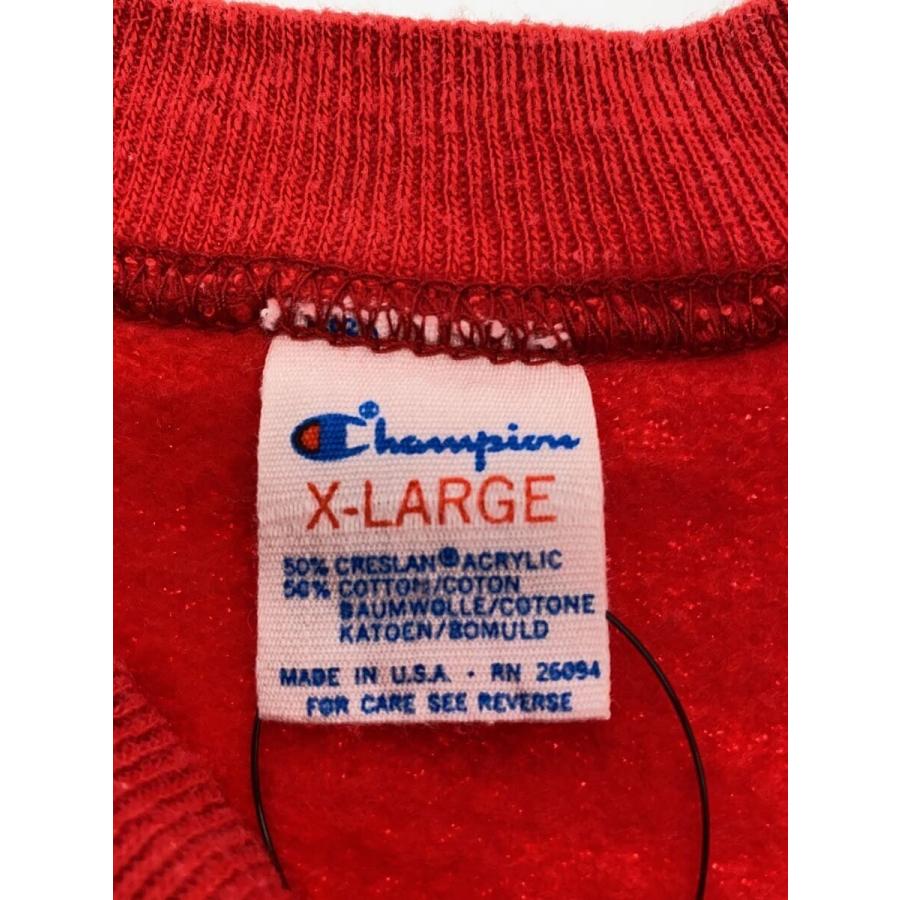 Champion®
X-LARGE
50% CRESLAN® ACRYLIC
50% COTTON/COTON
BAUMWOLLE/COTONE
KATOEN/BOMULD
MADE IN U.S.A. · RN 26094
FOR CARE SEE REVERSE